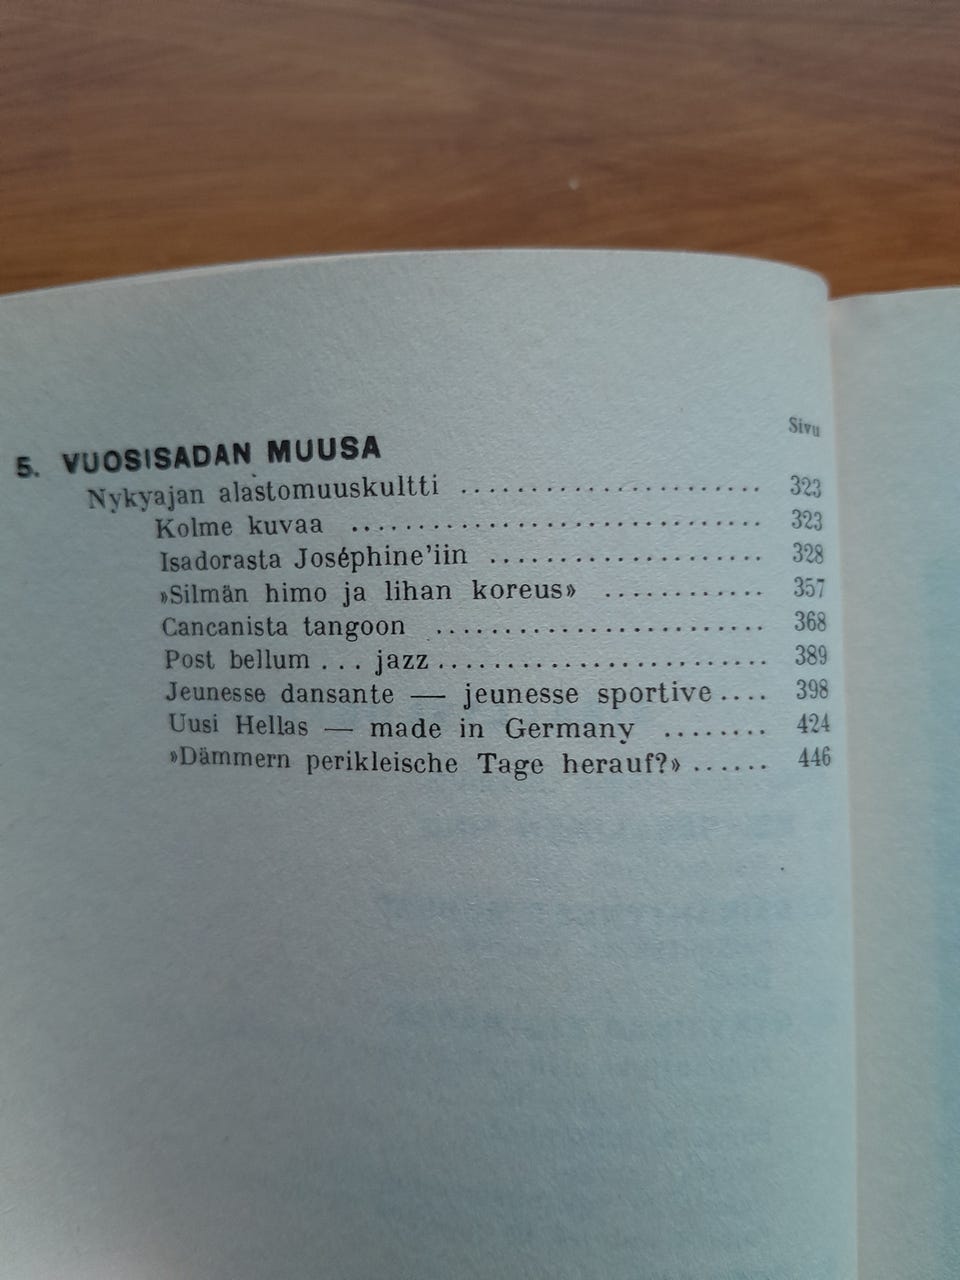 Sivu
5. VUOSISADAN MUUSA
Nykyajan alastomuuskultti .......................... 323
Kolme kuvaa .............................. 323
Isadorasta Joséphine'iin .................... 328
»Silmän himo ja lihan koreus» ............ 357
Cancanista tangoon ........................ 368
Post bellum ... jazz ........................ 389
Jeunesse dansante — jeunesse sportive .... 398
Uusi Hellas — made in Germany ........ 424
»Dämmern perikleische Tage herauf?» ...... 446